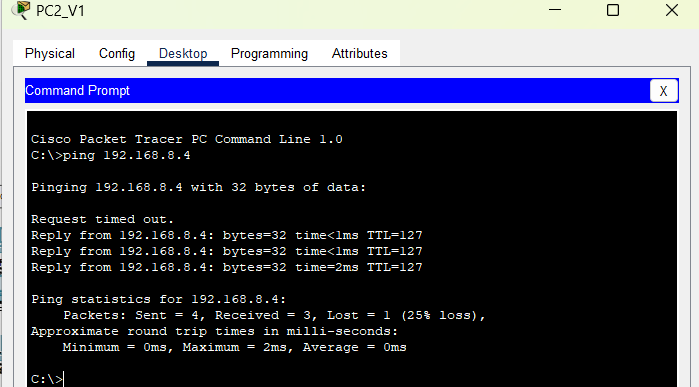 PC2_V1
Physical Config Desktop Programming Attributes
Command Prompt X
Cisco Packet Tracer PC Command Line 1.0
C:\>ping 192.168.8.4
Pinging 192.168.8.4 with 32 bytes of data:
Request timed out.
Reply from 192.168.8.4: bytes=32 time<1ms TTL=127
Reply from 192.168.8.4: bytes=32 time<1ms TTL=127
Reply from 192.168.8.4: bytes=32 time=2ms TTL=127
Ping statistics for 192.168.8.4:
Packets: Sent = 4, Received = 3, Lost = 1 (25% loss),
Approximate round trip times in milli-seconds:
Minimum = 0ms, Maximum = 2ms, Average = 0ms
C:\>